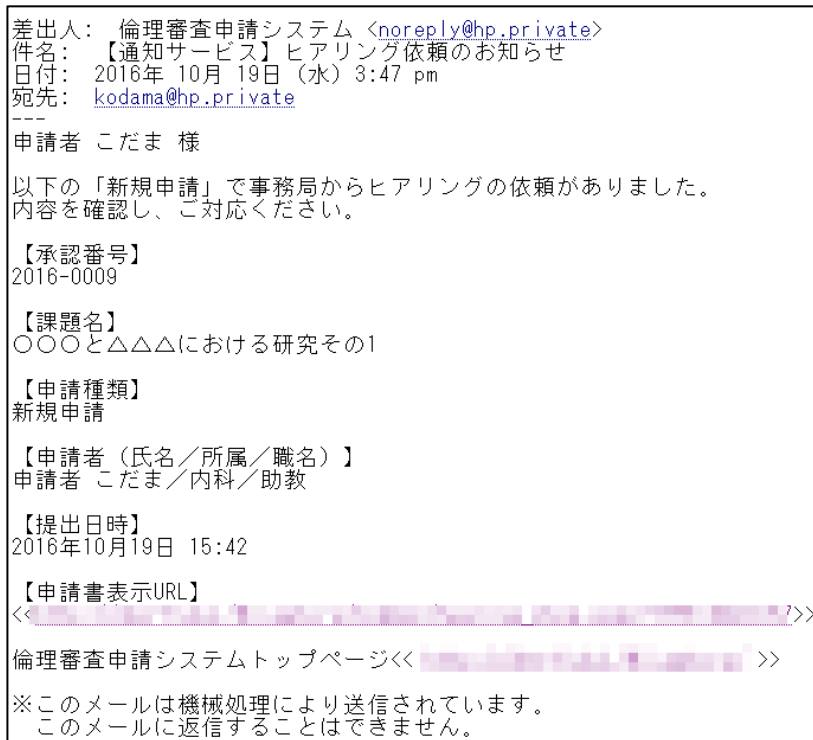 差出人: 倫理審査申請システム <noreply@hp.private>
件名: 【通知サービス】ヒアリング依頼のお知らせ
日付: 2016年 10月 19日（水）3:47 pm
宛先: kodama@hp.private
---
申請者 こだま 様
以下の「新規申請」で事務局からヒアリングの依頼がありました。
内容を確認し、ご対応ください。
【承認番号】
2016-0009
【課題名】
○○○と△△△における研究その1
【申請種類】
新規申請
【申請者（氏名／所属／職名）】
申請者 こだま／内科／助教
【提出日時】
2016年10月19日 15:42
【申請書表示URL】
<< >>
倫理審査申請システムトップページ<< >>
※このメールは機械処理により送信されています。
このメールに返信することはできません。